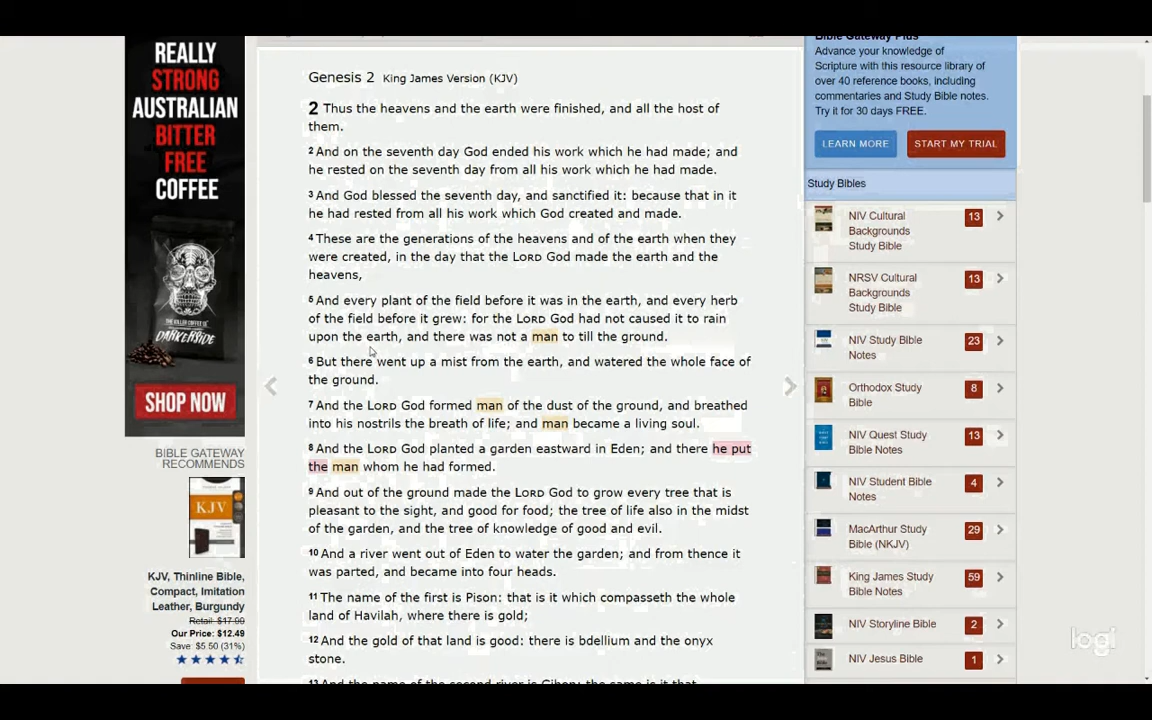 REALLY
STRONG
AUSTRALIAN
BITTER
FREE
COFFEE
THE KILLER COFFEE CO.
DARKERSIDE
SHOP NOW
BIBLE GATEWAY
RECOMMENDS
KJV
KJV, Thinline Bible,
Compact, Imitation
Leather, Burgundy
Retail: $17.99
Our Price: $12.49
Save: $5.50 (31%)
Genesis 2 King James Version (KJV)
2 Thus the heavens and the earth were finished, and all the host of
them.
2 And on the seventh day God ended his work which he had made; and
he rested on the seventh day from all his work which he had made.
3 And God blessed the seventh day, and sanctified it: because that in it
he had rested from all his work which God created and made.
4 These are the generations of the heavens and of the earth when they
were created, in the day that the LORD God made the earth and the
heavens,
5 And every plant of the field before it was in the earth, and every herb
of the field before it grew: for the LORD God had not caused it to rain
upon the earth, and there was not a man to till the ground.
6 But there went up a mist from the earth, and watered the whole face of
the ground.
7 And the LORD God formed man of the dust of the ground, and breathed
into his nostrils the breath of life; and man became a living soul.
8 And the LORD God planted a garden eastward in Eden; and there he put
the man whom he had formed.
9 And out of the ground made the LORD God to grow every tree that is
pleasant to the sight, and good for food; the tree of life also in the midst
of the garden, and the tree of knowledge of good and evil.
10 And a river went out of Eden to water the garden; and from thence it
was parted, and became into four heads.
11 The name of the first is Pison: that is it which compasseth the whole
land of Havilah, where there is gold;
12 And the gold of that land is good: there is bdellium and the onyx
stone.
13 And the name of the second river is Gihon: the same is it that
Bible Gateway Plus
Advance your knowledge of
Scripture with this resource library of
over 40 reference books, including
commentaries and Study Bible notes.
Try it for 30 days FREE.
LEARN MORE START MY TRIAL
Study Bibles
NIV Cultural 13
Backgrounds
Study Bible
NRSV Cultural 13
Backgrounds
Study Bible
NIV Study Bible 23
Notes
Orthodox Study 8
Bible
NIV Quest Study 13
Bible Notes
NIV Student Bible 4
Notes
MacArthur Study 29
Bible (NKJV)
King James Study 59
Bible Notes
NIV Storyline Bible 2
NIV Jesus Bible 1
logi